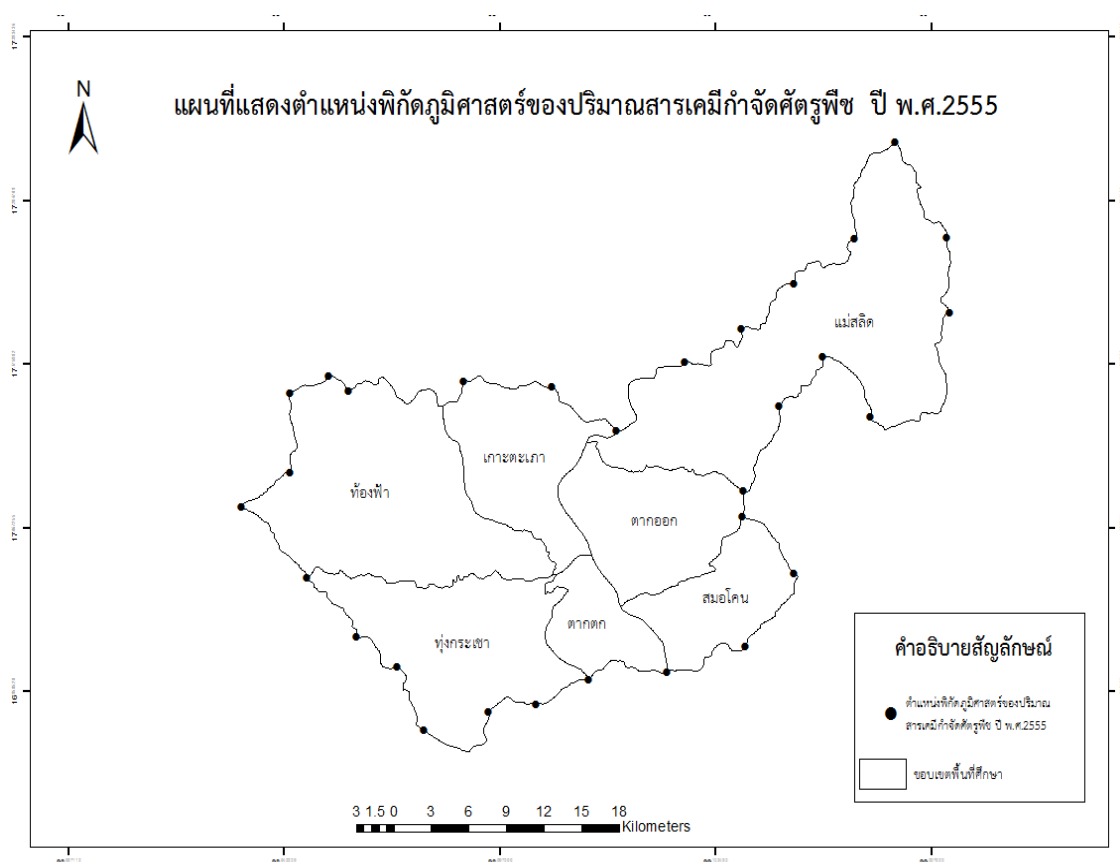 แผนที่แสดงตำแหน่งพิกัดภูมิศาสตร์ของปริมาณสารเคมีกำจัดศัตรูพืช ปี พ.ศ.2555
N
แม่สลิด
เกาะตะเภา
ท้องฟ้า
ตากออก
สมอโคน
ตากตก
ทุ่งกระเชา
คำอธิบายสัญลักษณ์
ตำแหน่งพิกัดภูมิศาสตร์ของปริมาณ
สารเคมีกำจัดศัตรูพืช ปี พ.ศ.2555
ขอบเขตพื้นที่ศึกษา
3 1.5 0 3 6 9 12 15 18
Kilometers